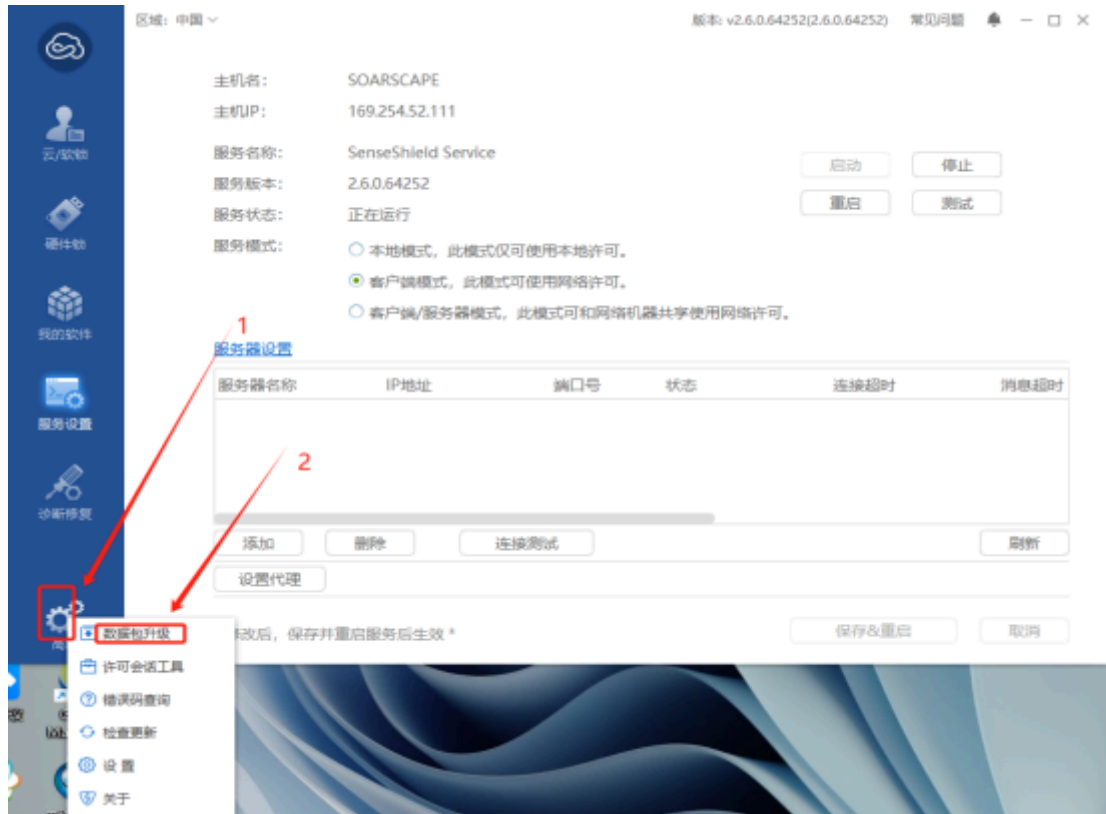 区域: 中国
版本: v2.6.0.64252(2.6.0.64252) 常见问题
主机名: SOARSCAPE
主机IP: 169.254.52.111
云/软锁
服务名称: SenseShield Service
启动 停止
服务版本: 2.6.0.64252
重启 测试
服务状态: 正在运行
硬件锁
服务模式: 本地模式，此模式仅可使用本地许可。
客户端模式，此模式可使用网络许可。
客户端/服务器模式，此模式可和网络机器共享使用网络许可。
1
我的软件
服务器设置
服务器名称 IP地址 端口号 状态 连接超时 消息超时
服务设置
2
诊断修复
添加 删除 连接测试 刷新
设置代理
数据包升级
改后，保存并重启服务后生效 *
保存&重启 取消
许可会话工具
错误码查询
检查更新
设 置
关于